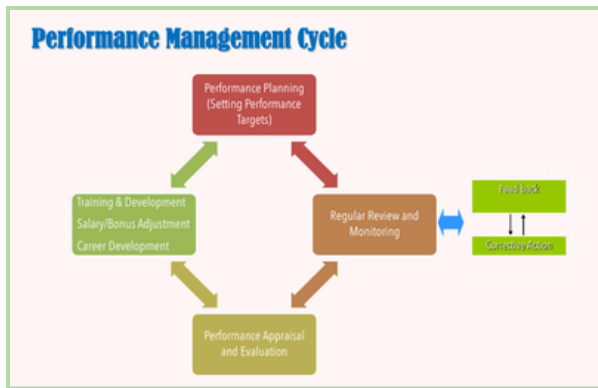 Performance Management Cycle
Performance Planning
(Setting Performance
Targets)
Training & Development
Salary/Bonus Adjustment
Career Development
Regular Review and
Monitoring
Feed back
Corrective Action
Performance Appraisal
and Evaluation